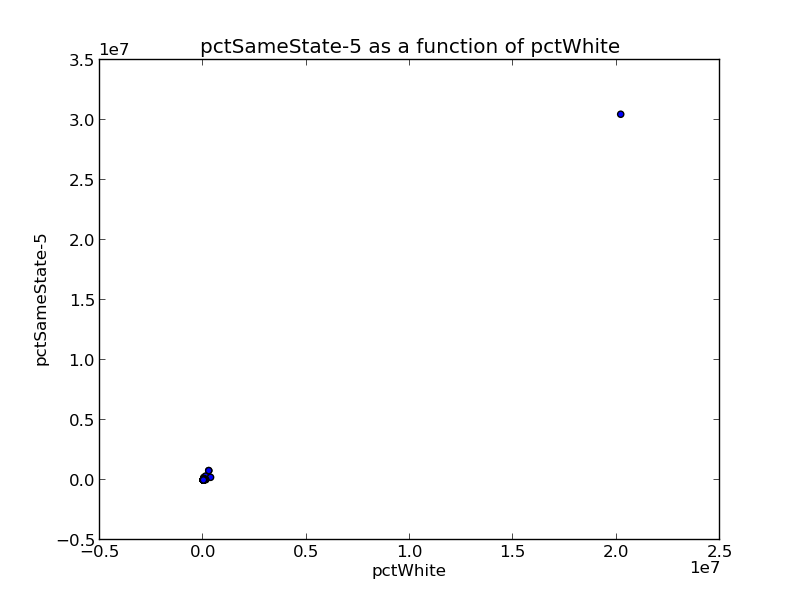 pctSameState-5 as a function of pctWhite
1e7
3.5
3.0
2.5
2.0
1.5
1.0
0.5
0.0
−0.5
pctSameState-5
−0.5 0.0 0.5 1.0 1.5 2.0 2.5
1e7
pctWhite